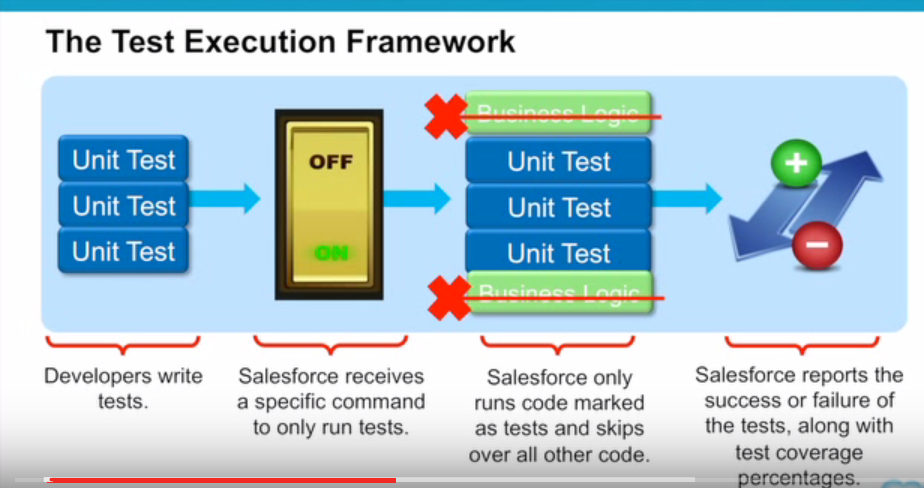 The Test Execution Framework
Unit Test
Unit Test
Unit Test
OFF
ON
Business Logic
Unit Test
Unit Test
Unit Test
Business Logic
Developers write
tests.
Salesforce receives
a specific command
to only run tests.
Salesforce only
runs code marked
as tests and skips
over all other code.
Salesforce reports the
success or failure of
the tests, along with
test coverage
percentages.